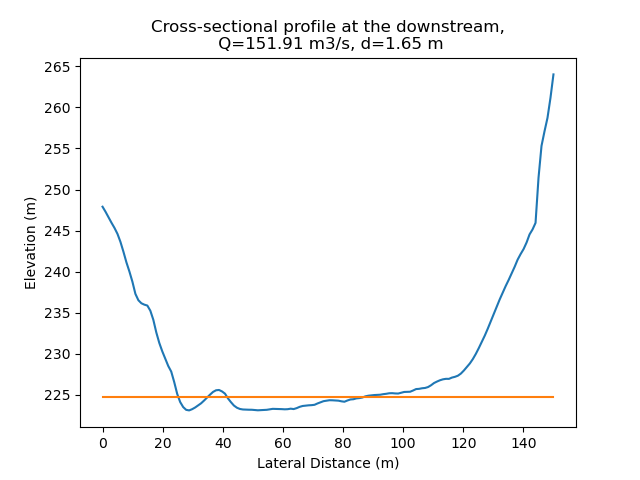 Cross-sectional profile at the downstream,
Q=151.91 m3/s, d=1.65 m
265
260
255
250
245
240
235
230
225
Elevation (m)
0 20 40 60 80 100 120 140
Lateral Distance (m)